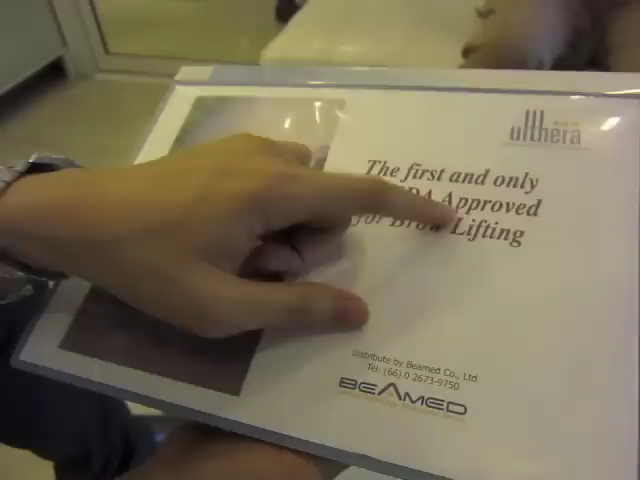 ulthera
The first and only
Approved
for Brow Lifting
Distribute by Beamed Co., Ltd.
Tel: (66) 0 2673-9750
BEAMED